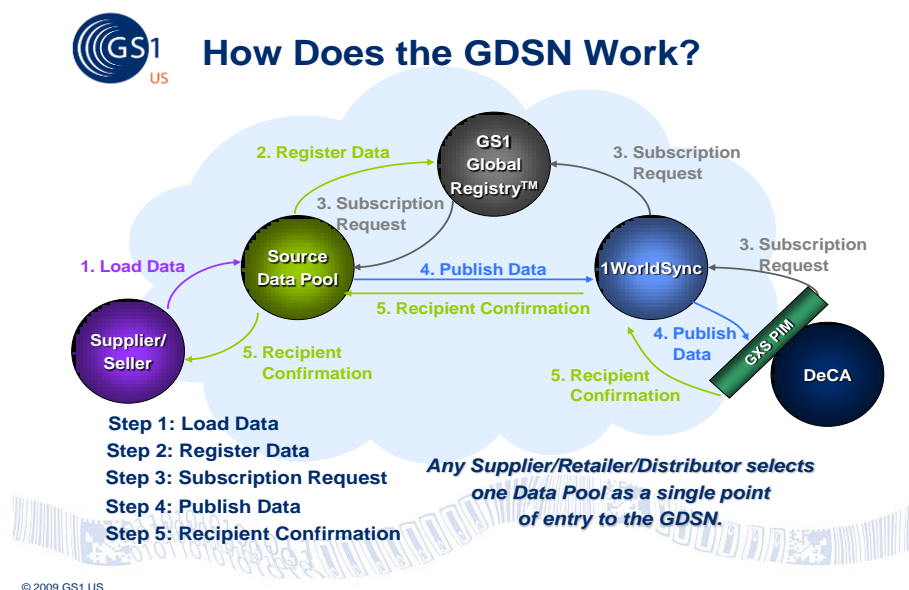 GS1
US
How Does the GDSN Work?
GS1
Global
Registry™
2. Register Data
3. Subscription
Request
3. Subscription
Request
Source
Data Pool
1WorldSync
3. Subscription
Request
1. Load Data
4. Publish Data
5. Recipient Confirmation
Supplier/
Seller
5. Recipient
Confirmation
4. Publish
Data
GXS PIM
DeCA
5. Recipient
Confirmation
Step 1: Load Data
Step 2: Register Data
Step 3: Subscription Request
Step 4: Publish Data
Step 5: Recipient Confirmation
Any Supplier/Retailer/Distributor selects
one Data Pool as a single point
of entry to the GDSN.
© 2009 GS1 US